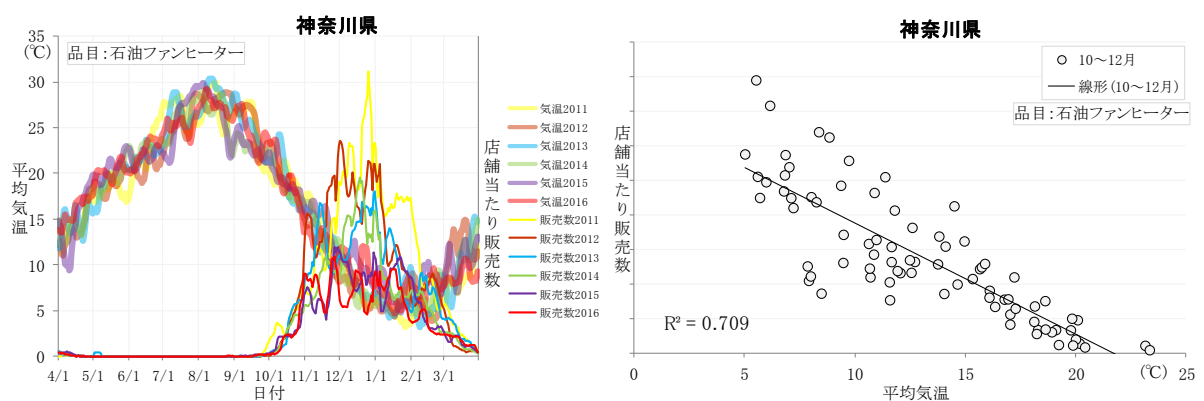 神奈川県
35
(℃)
品目:石油ファンヒーター
30
25
20
15
10
5
0
平均気温
4/1 5/1 6/1 7/1 8/1 9/1 10/1 11/1 12/1 1/1 2/1 3/1
日付
店舗当たり販売数
気温2011
気温2012
気温2013
気温2014
気温2015
気温2016
販売数2011
販売数2012
販売数2013
販売数2014
販売数2015
販売数2016
神奈川県
10～12月
線形(10～12月)
品目:石油ファンヒーター
店舗当たり販売数
R² = 0.709
(℃)
0 5 10 15 20 25
平均気温